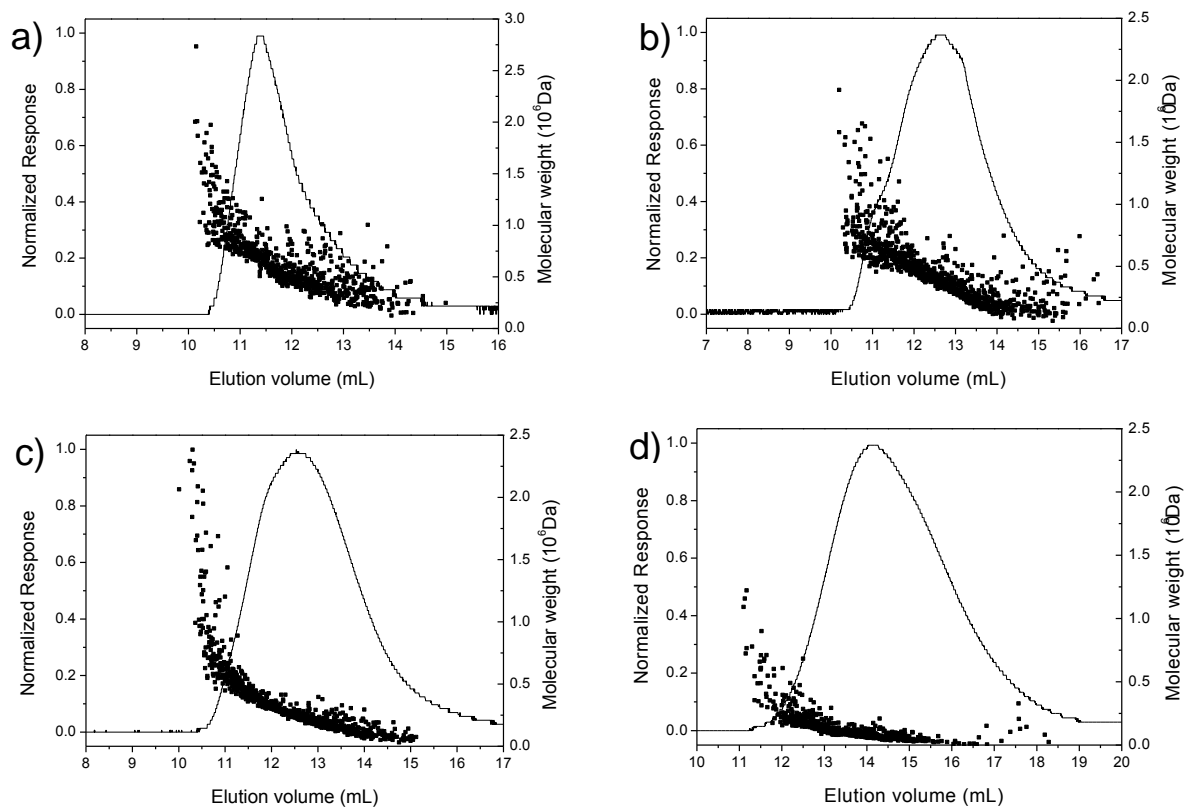 a)
Normalized Response
1.0
0.8
0.6
0.4
0.2
0.0
8 9 10 11 12 13 14 15 16
Elution volume (mL)
3.0
2.5
2.0
1.5
1.0
0.5
0.0
Molecular weight (10⁶Da)
b)
Normalized Response
1.0
0.8
0.6
0.4
0.2
0.0
7 8 9 10 11 12 13 14 15 16 17
Elution volume (mL)
2.5
2.0
1.5
1.0
0.5
0.0
Molecular weight (10⁶Da)
c)
Normalized Response
1.0
0.8
0.6
0.4
0.2
0.0
8 9 10 11 12 13 14 15 16 17
Elution volume (mL)
2.5
2.0
1.5
1.0
0.5
0.0
Molecular weight (10⁶Da)
d)
Normalized Response
1.0
0.8
0.6
0.4
0.2
0.0
10 11 12 13 14 15 16 17 18 19 20
Elution volume (mL)
2.5
2.0
1.5
1.0
0.5
0.0
Molecular weight (10⁶Da)